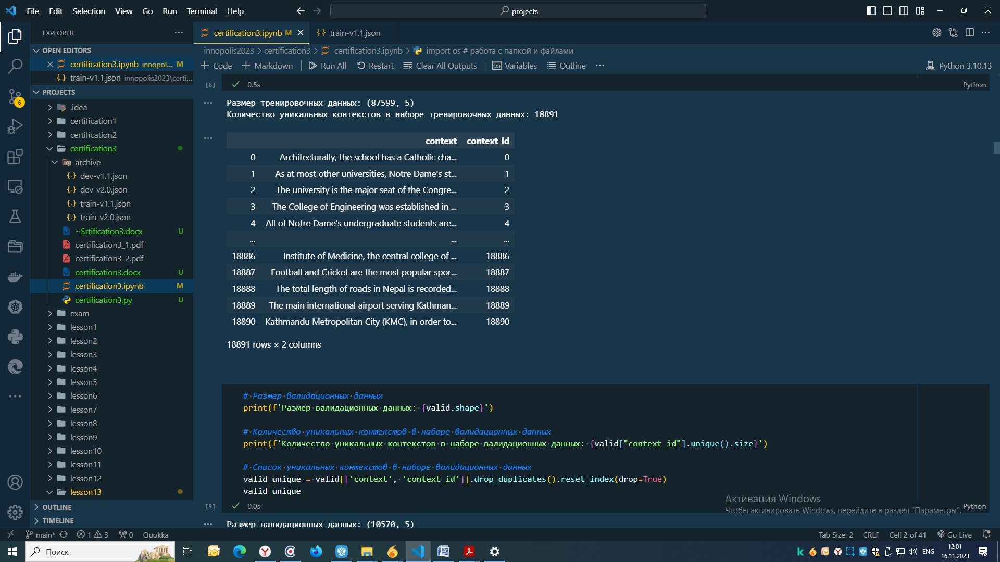 File Edit Selection View Go Run Terminal Help
projects
EXPLORER
certification3.ipynb M
train-v1.1.json
OPEN EDITORS
certification3.ipynb innopol... M
train-v1.1.json innopolis2023\certi...
PROJECTS
.idea
certification1
certification2
certification3
archive
dev-v1.1.json
dev-v2.0.json
train-v1.1.json
train-v2.0.json
~$rtification3.docx U
certification3_1.pdf
certification3_2.pdf
certification3.docx U
certification3.ipynb M
certification3.py U
exam
lesson1
lesson2
lesson3
lesson4
lesson5
lesson6
lesson7
lesson8
lesson9
lesson10
lesson11
lesson12
lesson13
OUTLINE
TIMELINE
6
innopolis2023 > certification3 > certification3.ipynb > import os # работа с папкой и файлами
Code Markdown Run All Restart Clear All Outputs Variables Outline ...
Python 3.10.13
[8] 0.5s Python
Размер тренировочных данных: (87599, 5)
Количество уникальных контекстов в наборе тренировочных данных: 18891
context context_id
0 Architecturally, the school has a Catholic cha... 0
1 As at most other universities, Notre Dame's st... 1
2 The university is the major seat of the Congre... 2
3 The College of Engineering was established in ... 3
4 All of Notre Dame's undergraduate students are... 4
... ... ...
18886 Institute of Medicine, the central college of ... 18886
18887 Football and Cricket are the most popular spor... 18887
18888 The total length of roads in Nepal is recorded... 18888
18889 The main international airport serving Kathman... 18889
18890 Kathmandu Metropolitan City (KMC), in order to... 18890
18891 rows × 2 columns
# Размер валидационных данных
print(f'Размер валидационных данных: {valid.shape}')
# Количество уникальных контекстов в наборе валидационных данных
print(f'Количество уникальных контекстов в наборе валидационных данных: {valid["context_id"].unique().size}')
# Список уникальных контекстов в наборе валидационных данных
valid_unique = valid[['context', 'context_id']].drop_duplicates().reset_index(drop=True)
valid_unique
[9] 0.0s Python
Активация Windows
Чтобы активировать Windows, перейдите в раздел "Параметры".
Размер валидационных данных: (10570, 5)
main* 1 3 0 Quokka
Tab Size: 2 CRLF Cell 2 of 41 Go Live
Поиск
ENG
12:01
16.11.2023